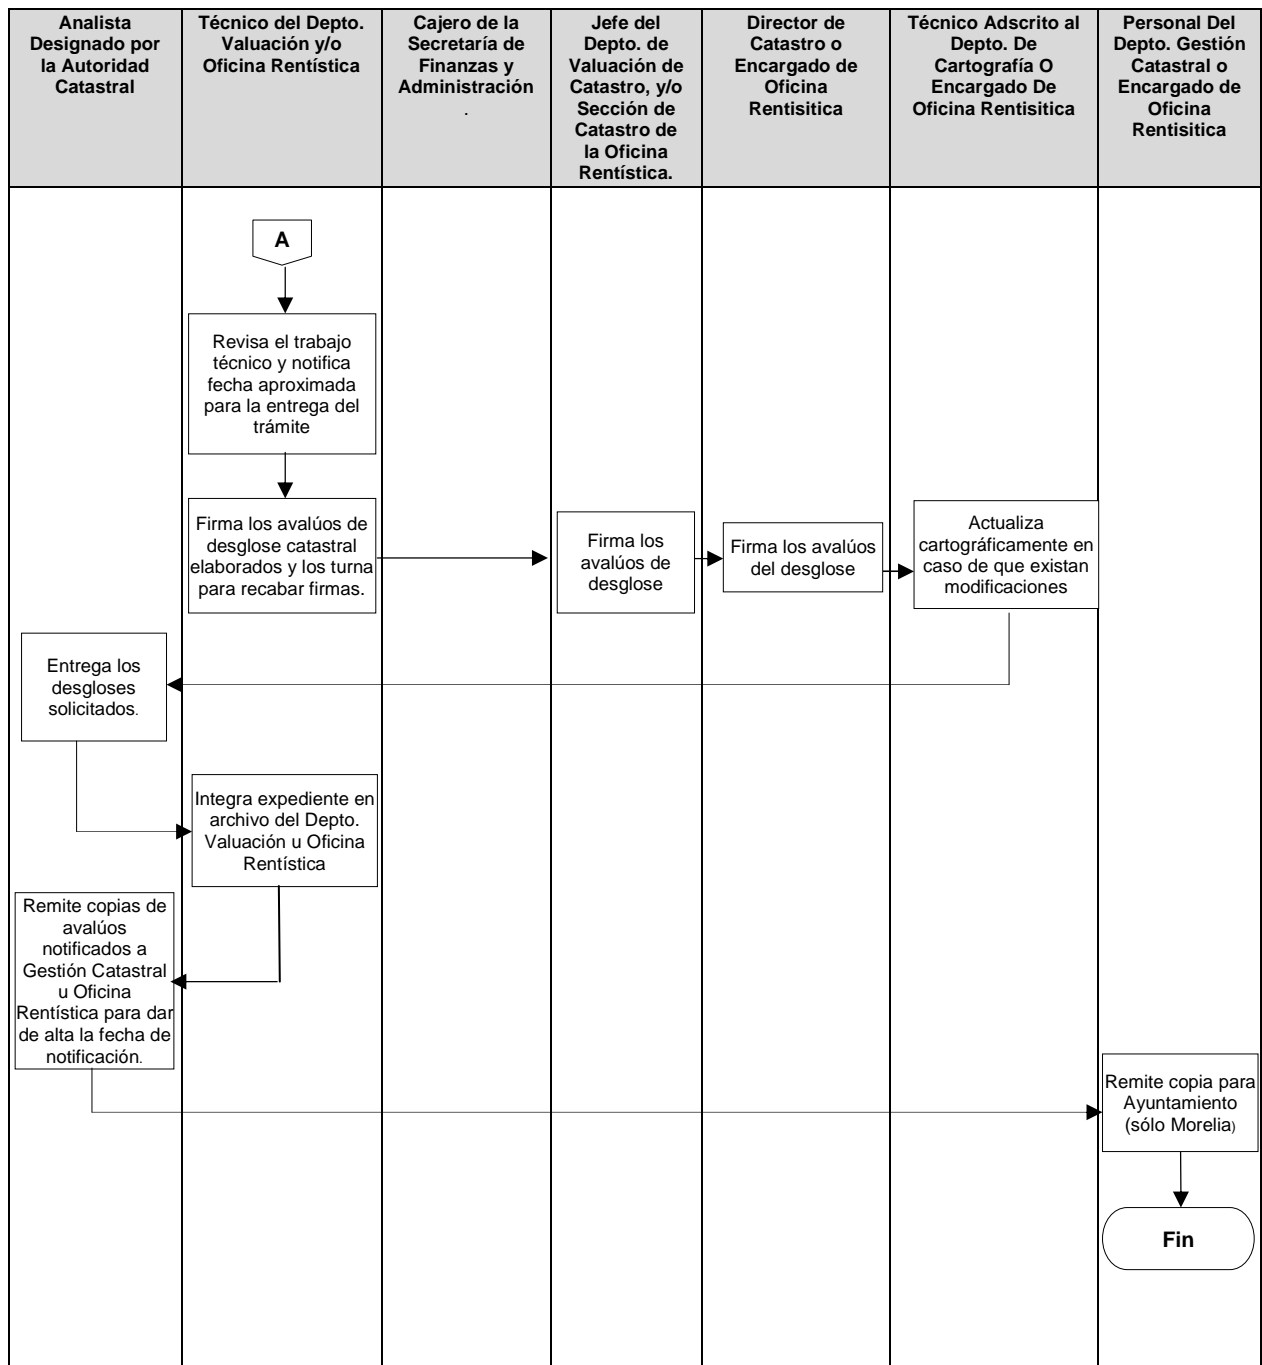 Analista
Designado por
la Autoridad
Catastral
Técnico del Depto.
Valuación y/o
Oficina Rentística
Cajero de la
Secretaría de
Finanzas y
Administración
.
Jefe del
Depto. de
Valuación de
Catastro, y/o
Sección de
Catastro de
la Oficina
Rentística.
Director de
Catastro o
Encargado de
Oficina
Rentisitica
Técnico Adscrito al
Depto. De
Cartografía O
Encargado De
Oficina Rentisitica
Personal Del
Depto. Gestión
Catastral o
Encargado de
Oficina
Rentisitica
A
Revisa el trabajo
técnico y notifica
fecha aproximada
para la entrega del
trámite
Firma los avalúos de
desglose catastral
elaborados y los turna
para recabar firmas.
Firma los
avalúos de
desglose
Firma los avalúos
del desglose
Actualiza
cartográficamente en
caso de que existan
modificaciones
Entrega los
desgloses
solicitados.
Integra expediente en
archivo del Depto.
Valuación u Oficina
Rentística
Remite copias de
avalúos
notificados a
Gestión Catastral
u Oficina
Rentística para dar
de alta la fecha de
notificación.
Remite copia para
Ayuntamiento
(sólo Morelia)
Fin